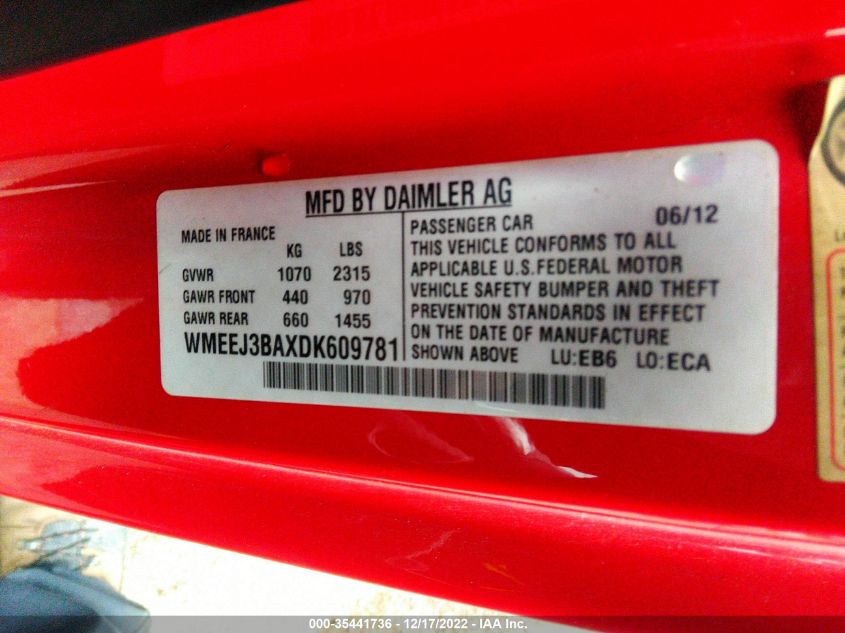 MFD BY DAIMLER AG
MADE IN FRANCE
KG LBS
GVWR 1070 2315
GAWR FRONT 440 970
GAWR REAR 660 1455
WMEEJ3BAXDK609781
PASSENGER CAR 06/12
THIS VEHICLE CONFORMS TO ALL
APPLICABLE U.S.FEDERAL MOTOR
VEHICLE SAFETY BUMPER AND THEFT
PREVENTION STANDARDS IN EFFECT
ON THE DATE OF MANUFACTURE
SHOWN ABOVE LU:EB6 LO:ECA
000-35441736 - 12/17/2022 - IAA Inc.